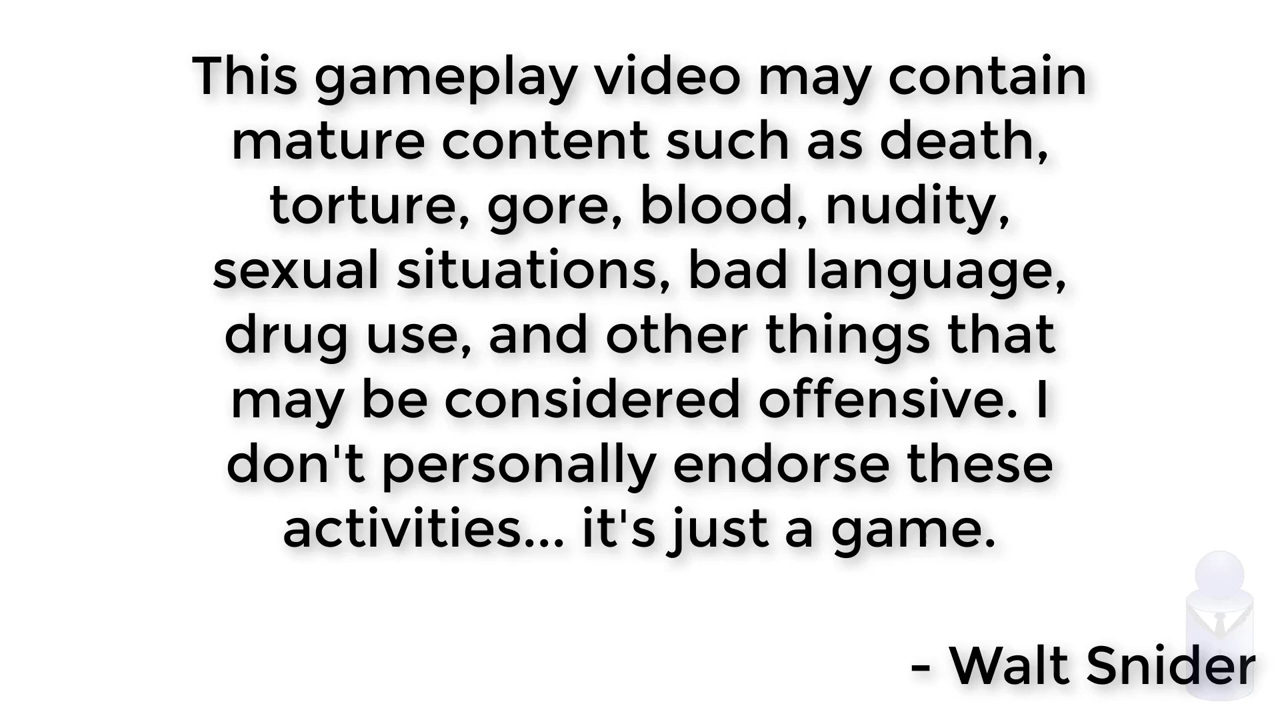 This gameplay video may contain
mature content such as death,
torture, gore, blood, nudity,
sexual situations, bad language,
drug use, and other things that
may be considered offensive. I
don't personally endorse these
activities... it's just a game.
- Walt Snider